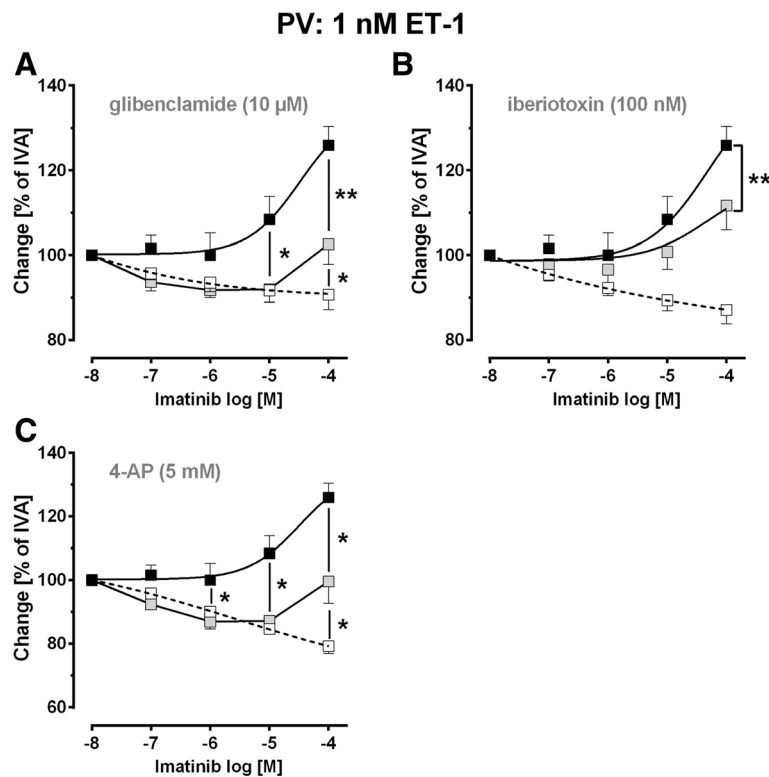 PV: 1 nM ET-1
A
glibenclamide (10 µM)
Change [% of IVA]
140
120
100
80
**
*
*
-8 -7 -6 -5 -4
Imatinib log [M]
B
iberiotoxin (100 nM)
Change [% of IVA]
140
120
100
80
**
-8 -7 -6 -5 -4
Imatinib log [M]
C
4-AP (5 mM)
Change [% of IVA]
140
120
100
80
60
*
*
*
*
-8 -7 -6 -5 -4
Imatinib log [M]